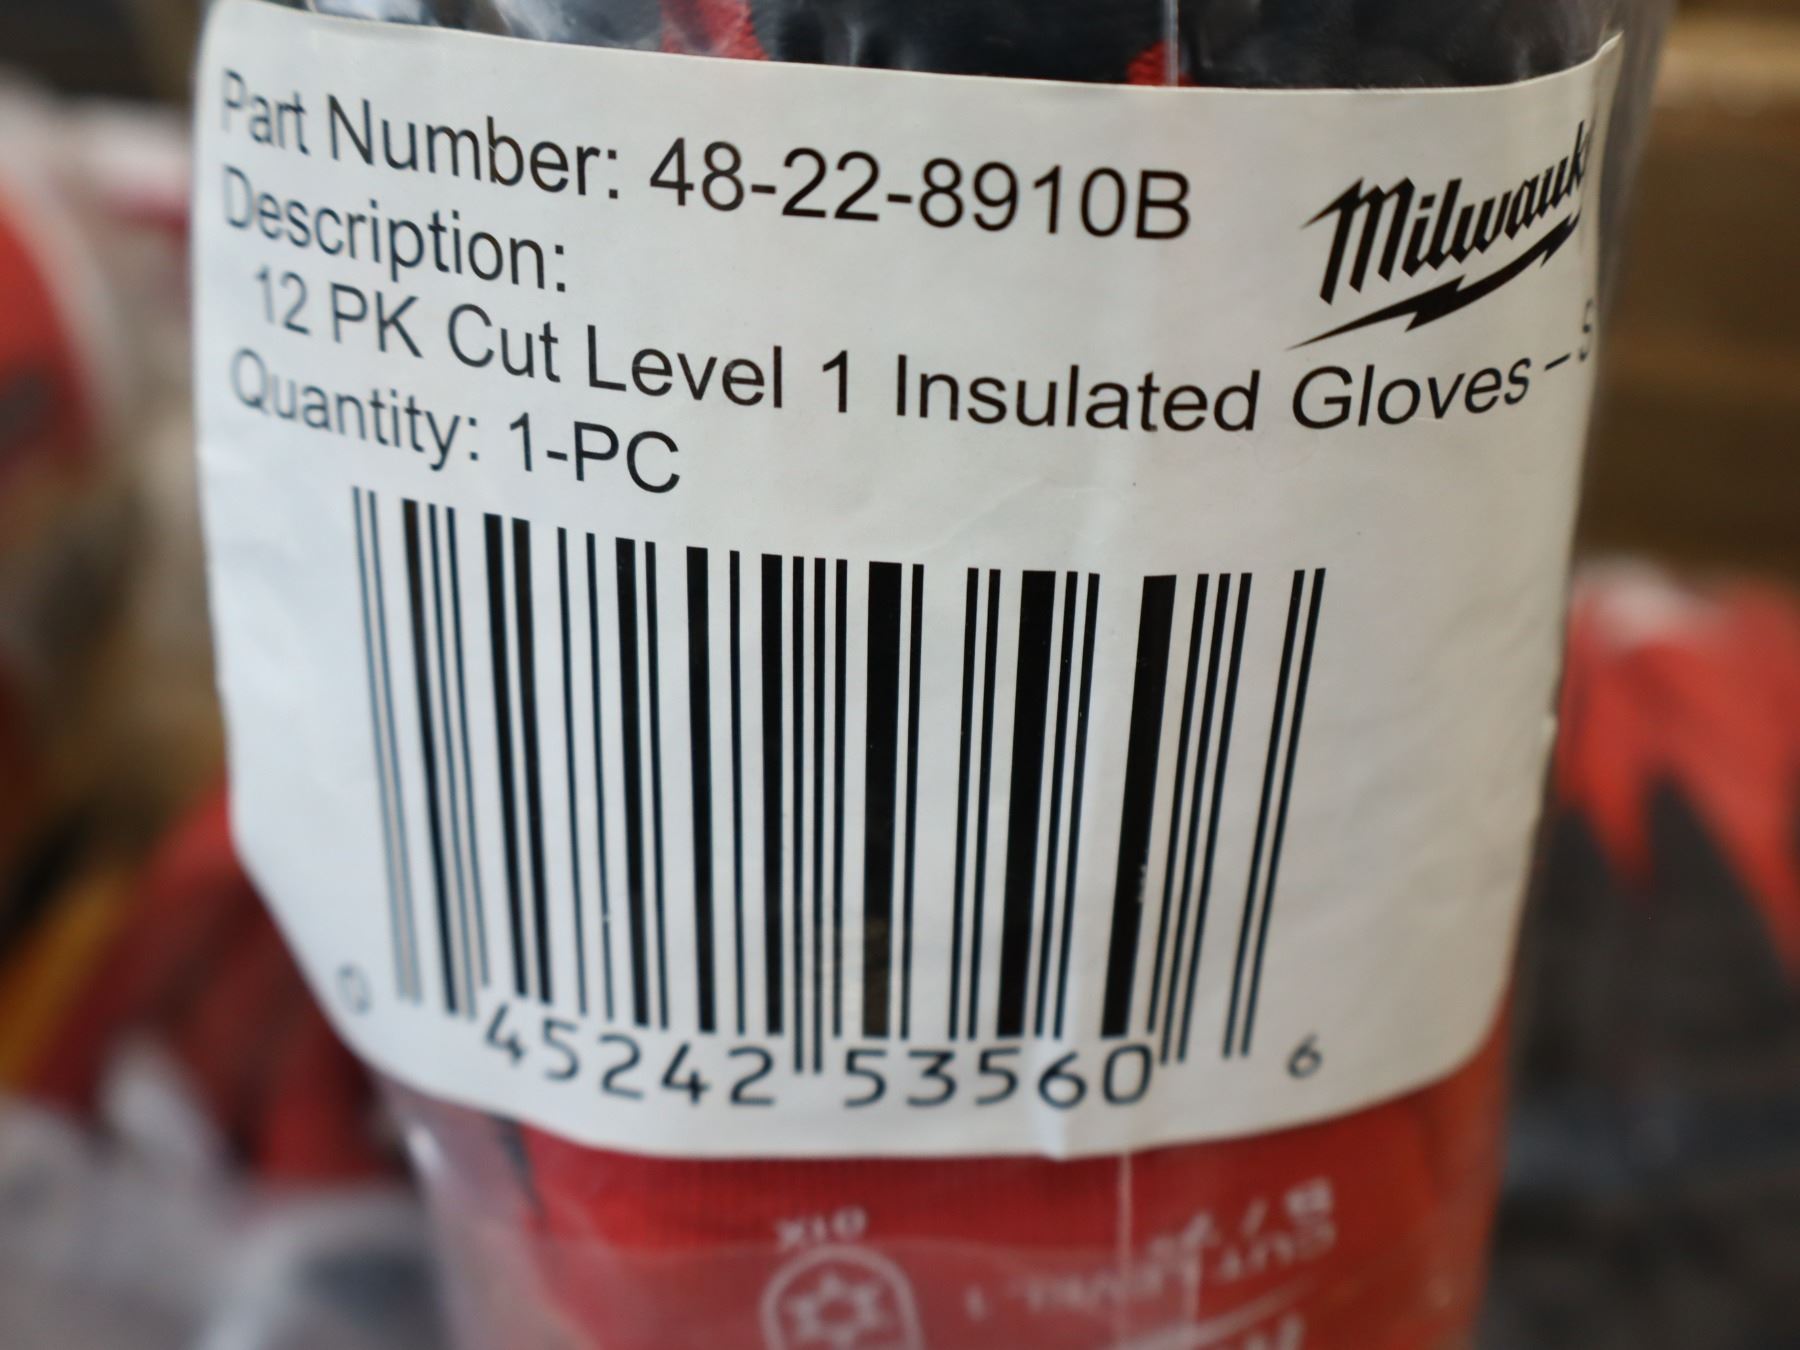 Part Number: 48-22-8910B
Milwauk
Description:
12 PK Cut Level 1 Insulated Gloves – S
Quantity: 1-PC
0 45242 53560 6